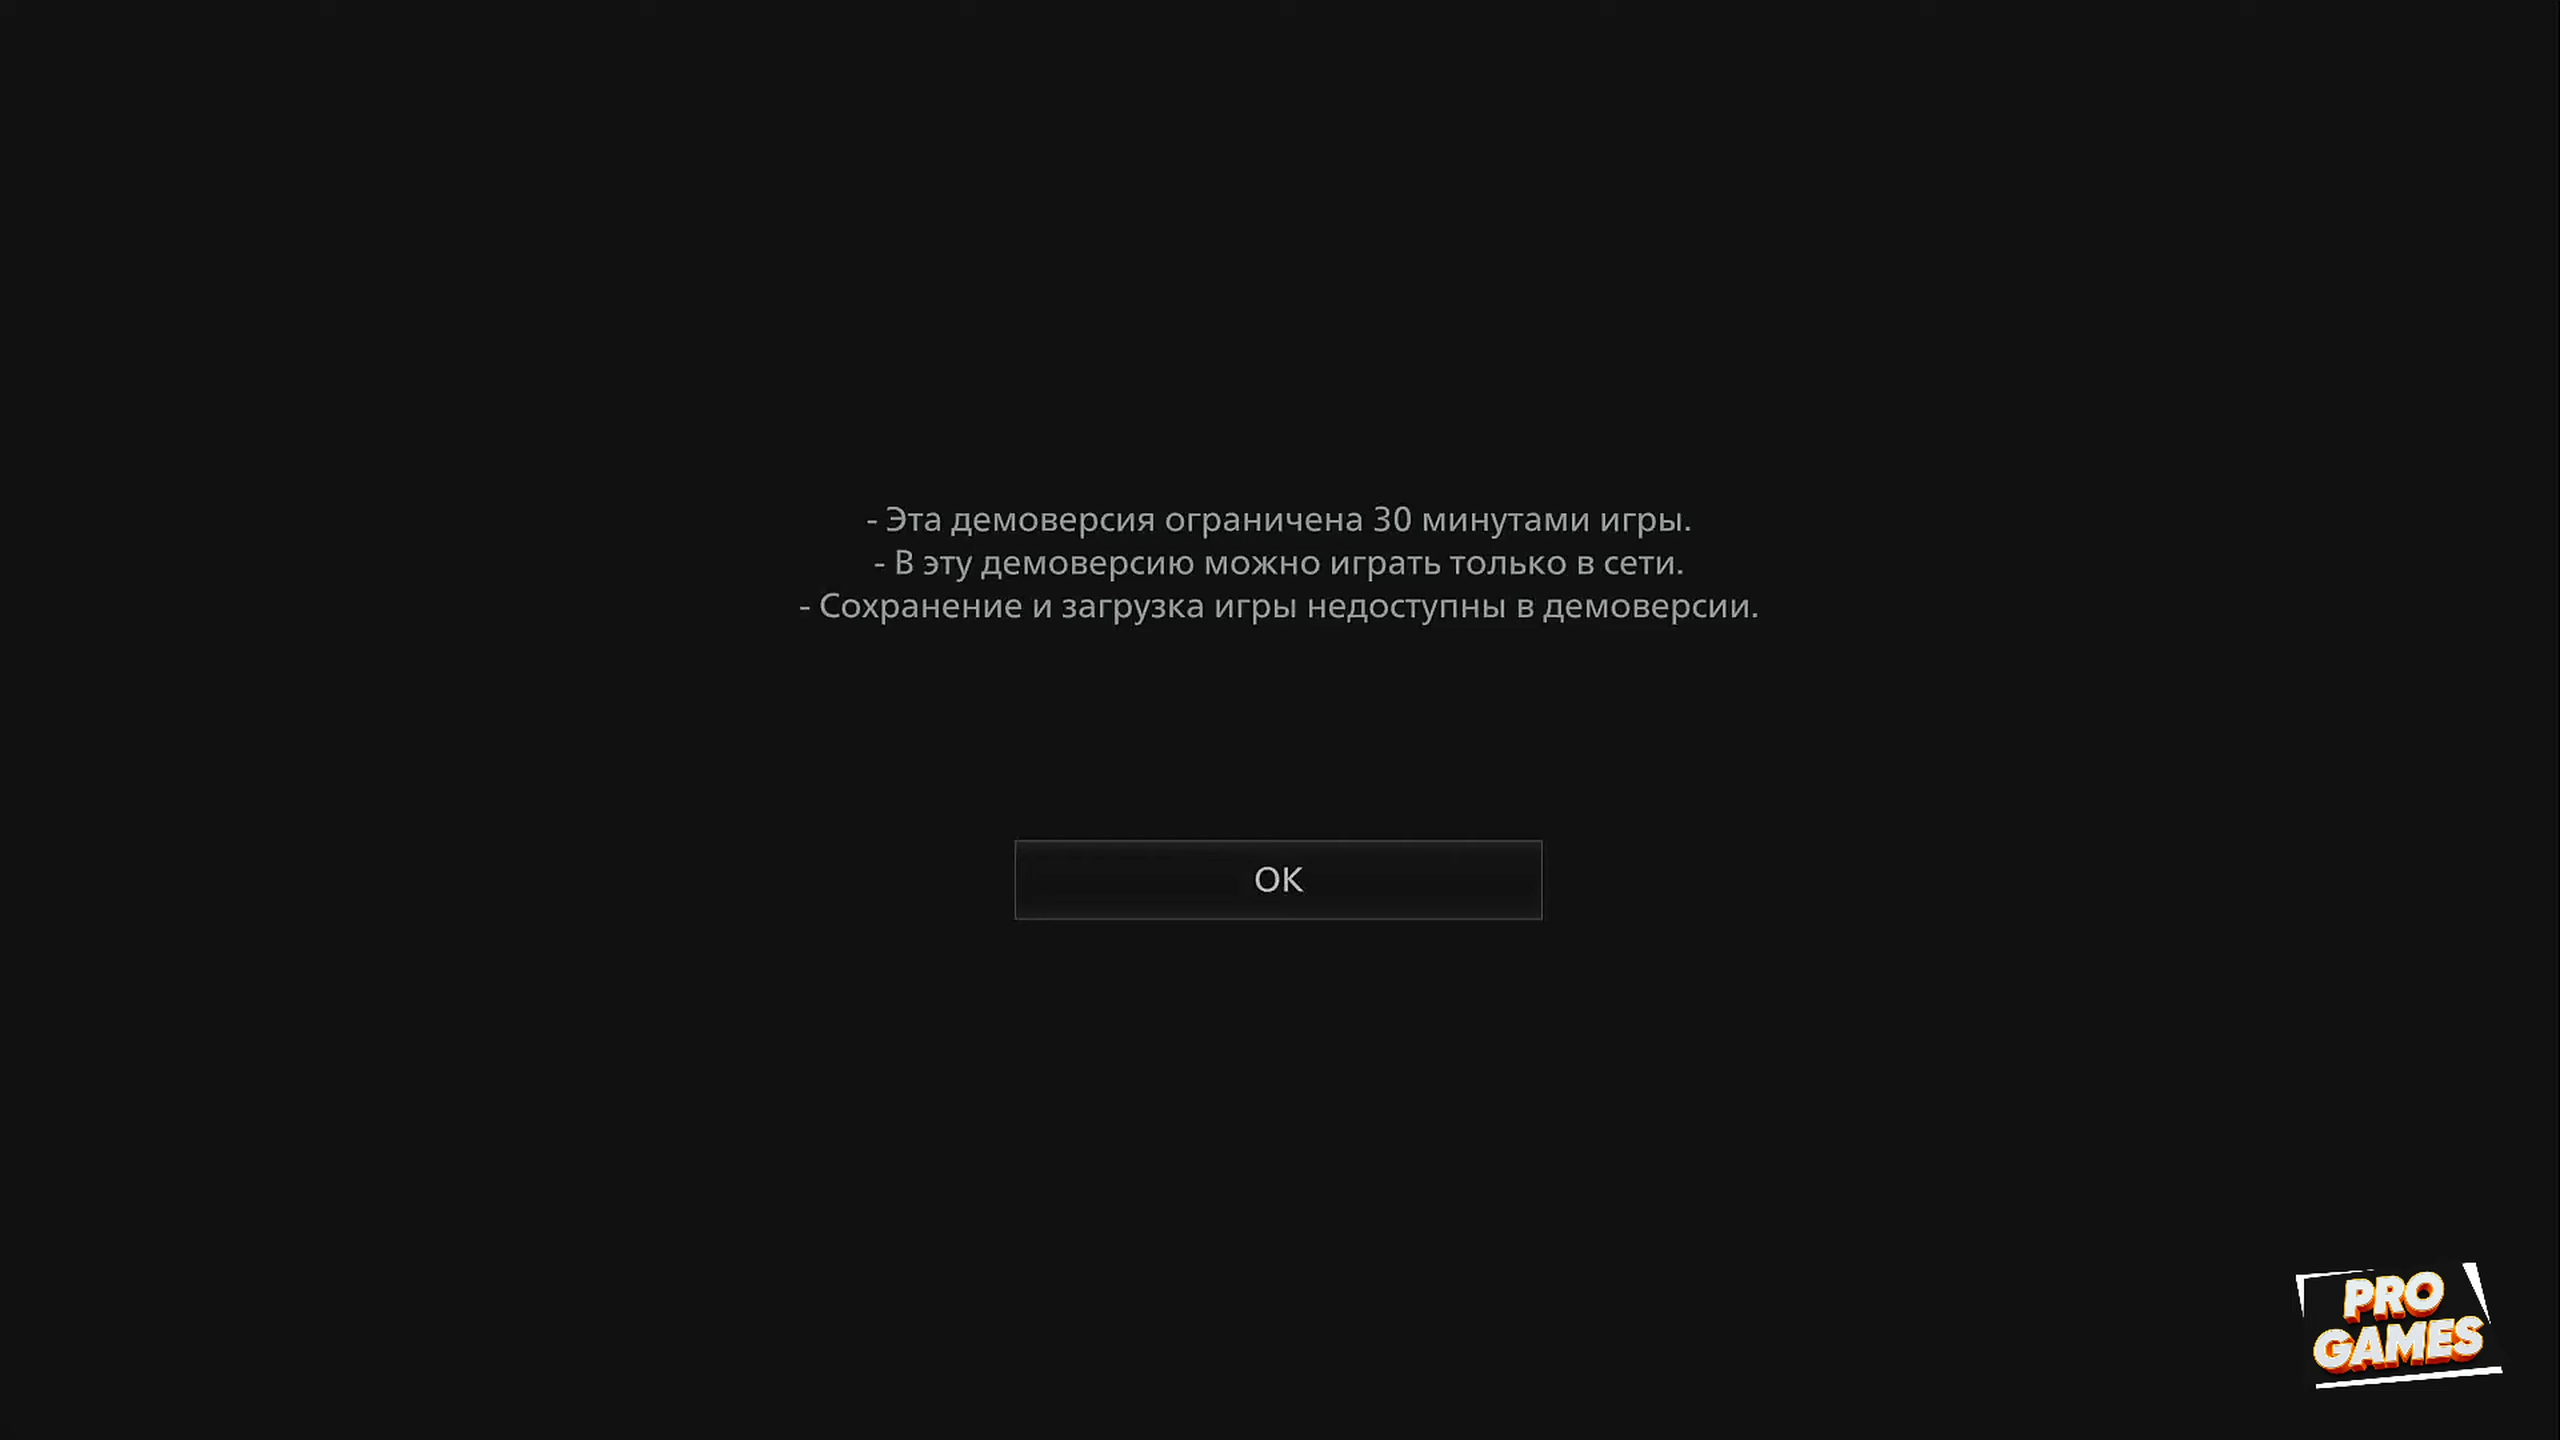 - Эта демоверсия ограничена 30 минутами игры.
- В эту демоверсию можно играть только в сети.
- Сохранение и загрузка игры недоступны в демоверсии.
OK
PRO
GAMES